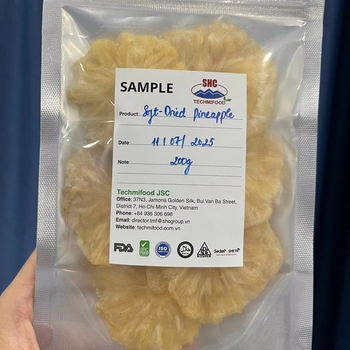 SAMPLE
SHC
TECHMIFOOD
Product: Soft-Dried Pineapple
Date: 11/07/2025
Note: 200g
Techmifood JSC
Office: 37N3, Jamona Golden Silk, Bui Van Ba Street,
District 7, Ho Chi Minh City, Vietnam
Phone: +84 936 306 698
Email: director.tmf@shcgroup.vn
Website: techmifood.com.vn
FDA
ISO
Sedex
SMETA